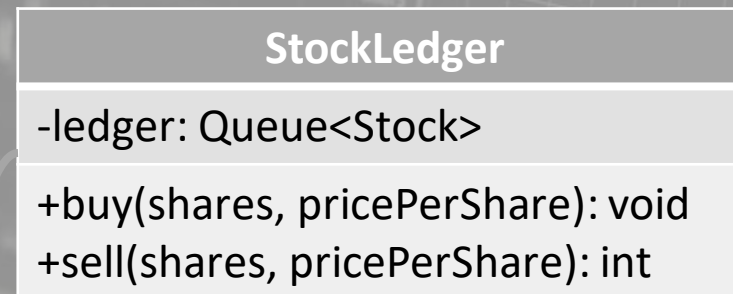 StockLedger
-ledger: Queue<Stock>
+buy(shares, pricePerShare): void
+sell(shares, pricePerShare): int